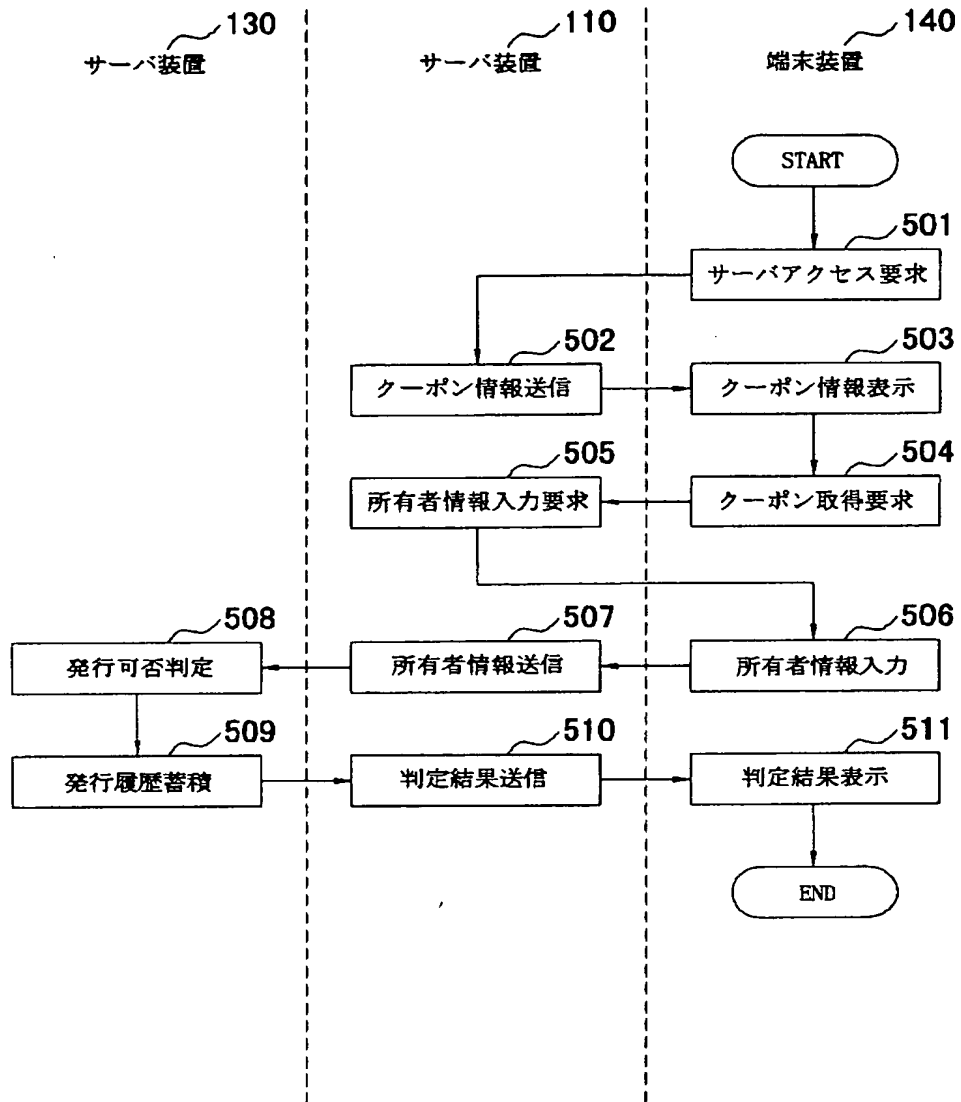 130
110
140
サーバ装置
サーバ装置
端末装置
START
501
サーバアクセス要求
502
503
クーポン情報送信
クーポン情報表示
505
504
所有者情報入力要求
クーポン取得要求
508
507
506
発行可否判定
所有者情報送信
所有者情報入力
509
510
511
発行履歴蓄積
判定結果送信
判定結果表示
END